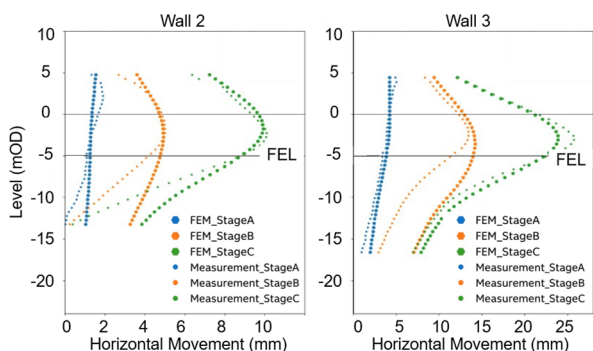 Wall 2
Wall 3
10
5
0
-5
-10
-15
-20
Level (mOD)
FEL
FEM_StageA
FEM_StageB
FEM_StageC
Measurement_StageA
Measurement_StageB
Measurement_StageC
0 2 4 6 8 10
Horizontal Movement (mm)
10
5
0
-5
-10
-15
-20
FEL
FEM_StageA
FEM_StageB
FEM_StageC
Measurement_StageA
Measurement_StageB
Measurement_StageC
0 5 10 15 20 25
Horizontal Movement (mm)